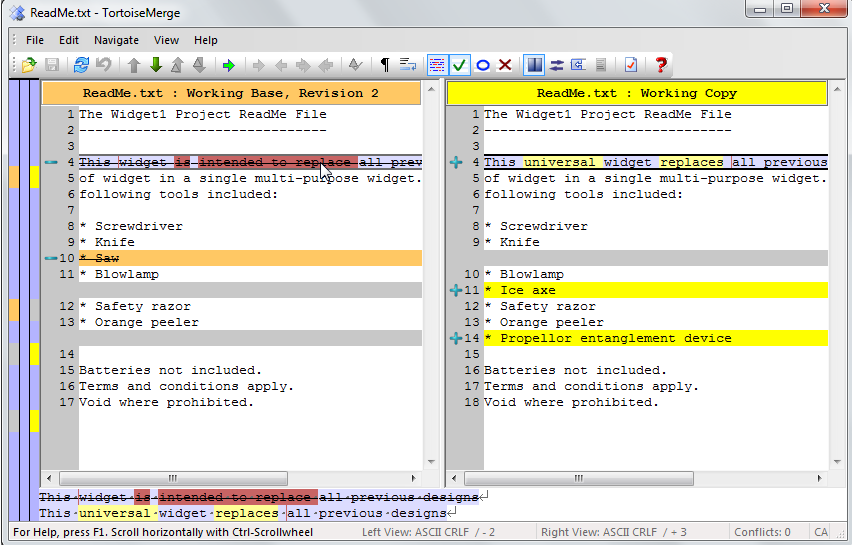 ReadMe.txt - TortoiseMerge
File Edit Navigate View Help
ReadMe.txt : Working Base, Revision 2
1 The Widget1 Project ReadMe File
2 -------------------------------
3
4 This widget is intended to replace all prev
5 of widget in a single multi-purpose widget.
6 following tools included:
7
8 * Screwdriver
9 * Knife
10 * Saw
11 * Blowlamp
12 * Safety razor
13 * Orange peeler
14
15 Batteries not included.
16 Terms and conditions apply.
17 Void where prohibited.
ReadMe.txt : Working Copy
1 The Widget1 Project ReadMe File
2 -------------------------------
3
4 This universal widget replaces all previous
5 of widget in a single multi-purpose widget.
6 following tools included:
7
8 * Screwdriver
9 * Knife
10 * Blowlamp
11 * Ice axe
12 * Safety razor
13 * Orange peeler
14 * Propellor entanglement device
15
16 Batteries not included.
17 Terms and conditions apply.
18 Void where prohibited.
This·widget·is·intended·to·replace·all·previous·designs
This·universal·widget·replaces·all·previous·designs
For Help, press F1. Scroll horizontally with Ctrl-Scrollwheel Left View: ASCII CRLF / - 2 Right View: ASCII CRLF / + 3 Conflicts: 0 CA